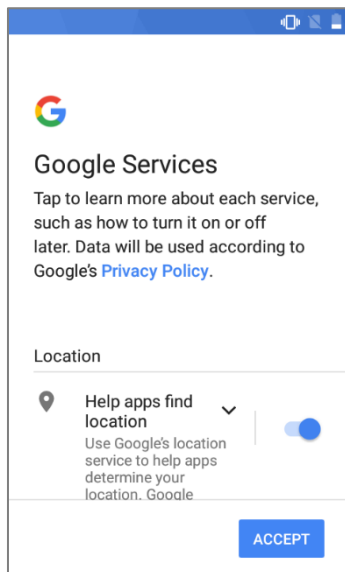 Google Services
Tap to learn more about each service,
such as how to turn it on or off
later. Data will be used according to
Google's Privacy Policy.
Location
Help apps find
location
Use Google's location
service to help apps
determine your
location. Google
ACCEPT